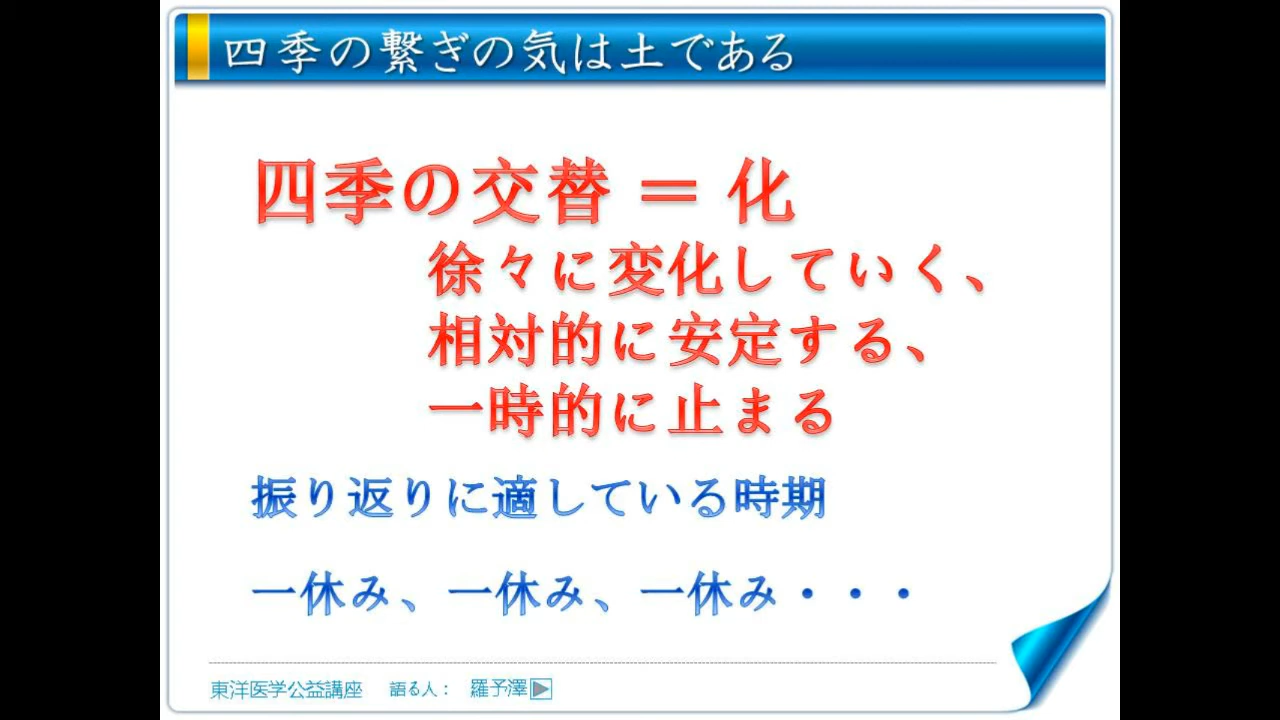 四季の繋ぎの気は土である
四季の交替 = 化
徐々に変化していく、
相対的に安定する、
一時的に止まる
振り返りに適している時期
一休み、一休み、一休み・・・
東洋医学公益講座 語る人： 羅予澤